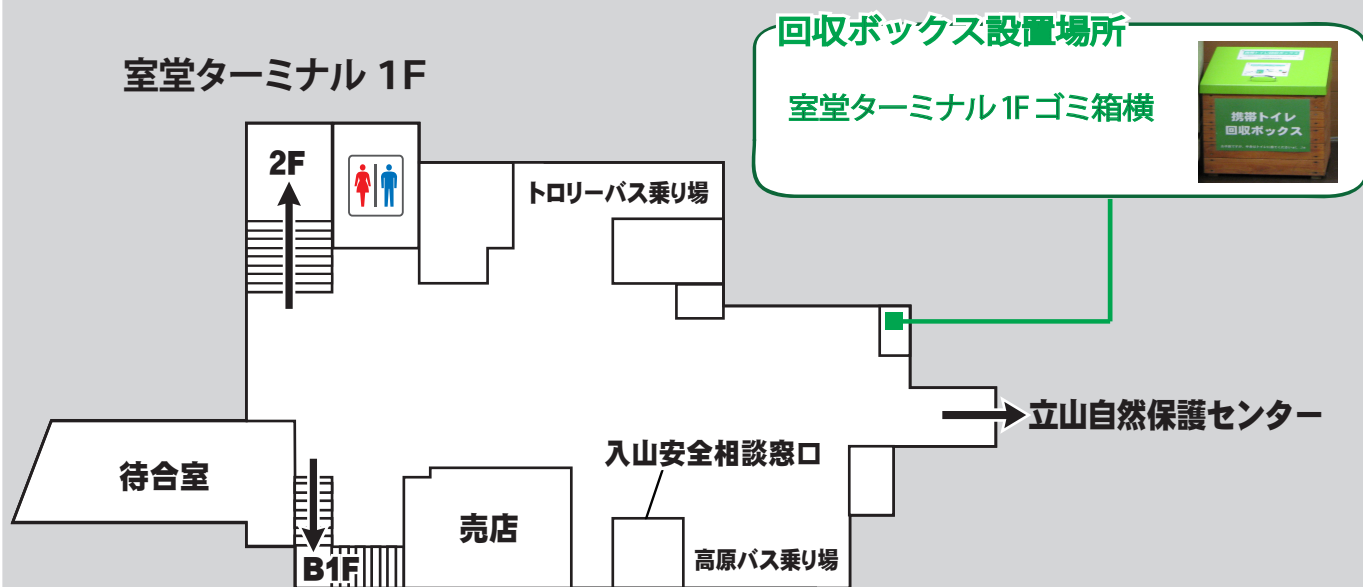 回収ボックス設置場所
室堂ターミナル 1F
室堂ターミナル 1F ゴミ箱横
携帯トイレ
回収ボックス
2F
トロリーバス乗り場
立山自然保護センター
入山安全相談窓口
待合室
売店
高原バス乗り場
B1F